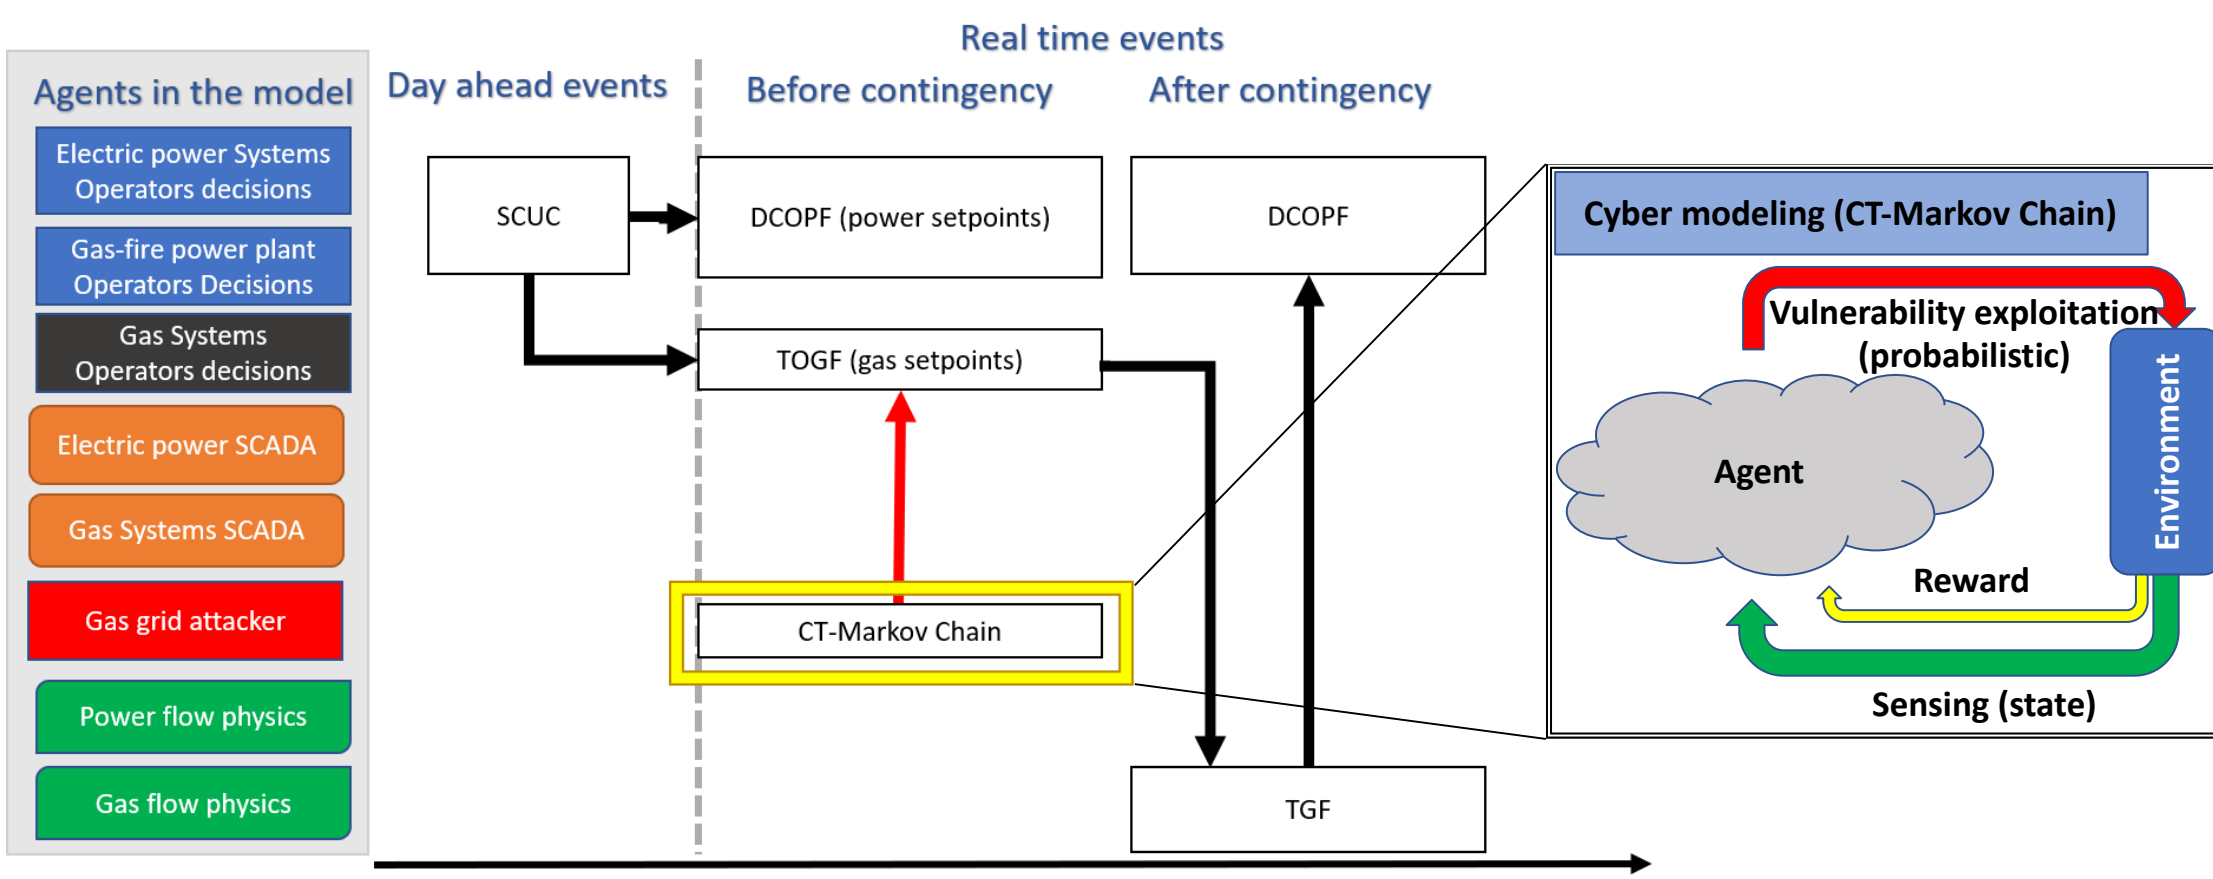 Real time events
Agents in the model
Day ahead events
Before contingency
After contingency
Electric power Systems
Operators decisions
Gas-fire power plant
Operators Decisions
Gas Systems
Operators decisions
Electric power SCADA
Gas Systems SCADA
Gas grid attacker
Power flow physics
Gas flow physics
SCUC
DCOPF (power setpoints)
DCOPF
TOGF (gas setpoints)
CT-Markov Chain
TGF
Cyber modeling (CT-Markov Chain)
Vulnerability exploitation
(probabilistic)
Agent
Environment
Reward
Sensing (state)